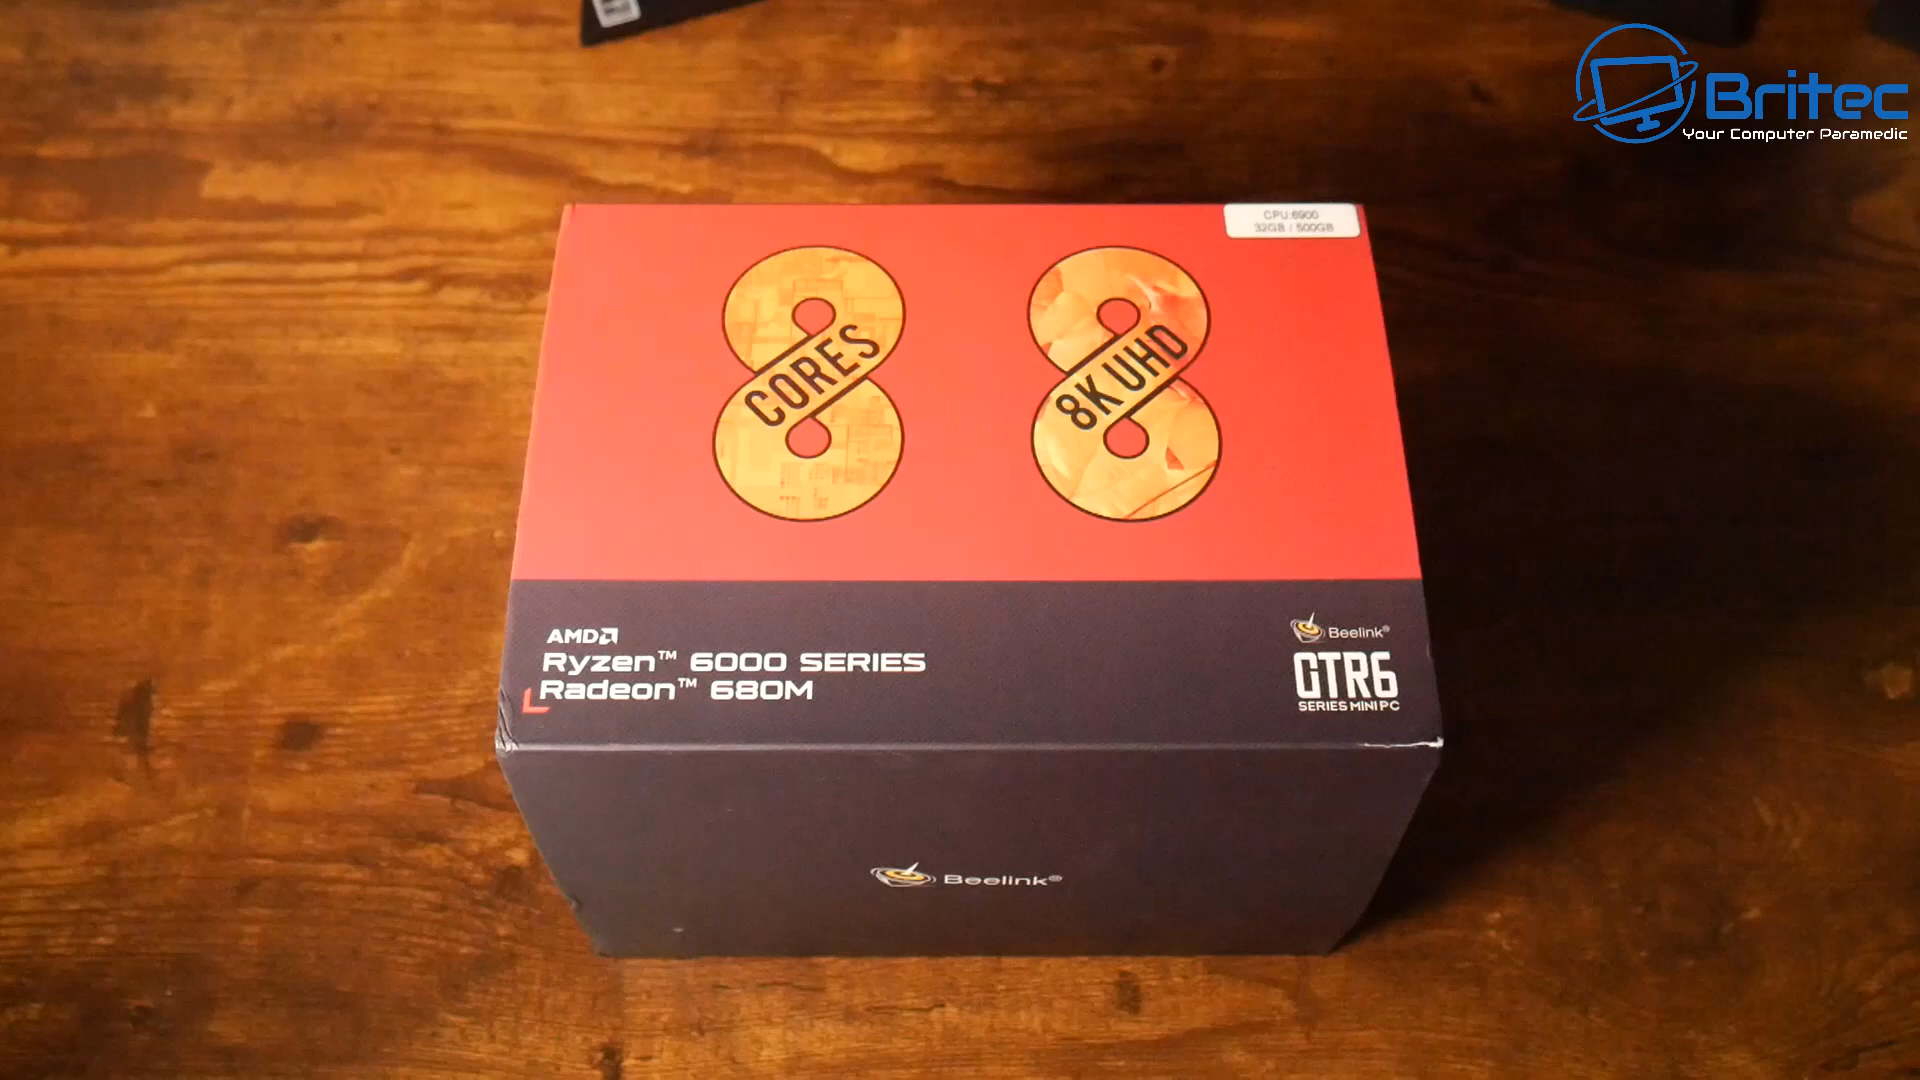 Britec
Your Computer Paramedic
CPU:6900
32GB / 500GB
CORES
8K UHD
AMD
Ryzen™ 6000 SERIES
Radeon™ 680M
Beelink®
GTR6
SERIES MINI PC
Beelink®